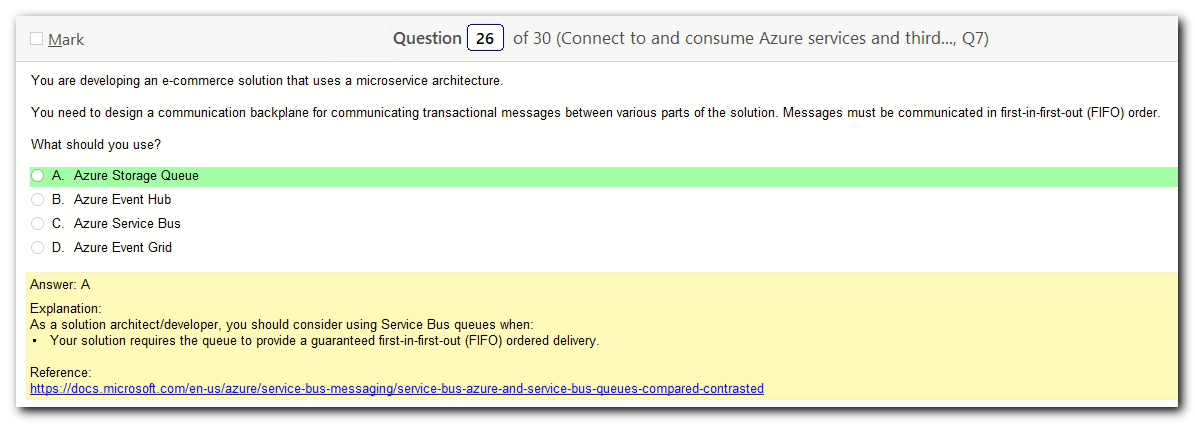 Mark
Question 26 of 30 (Connect to and consume Azure services and third..., Q7)
You are developing an e-commerce solution that uses a microservice architecture.
You need to design a communication backplane for communicating transactional messages between various parts of the solution. Messages must be communicated in first-in-first-out (FIFO) order.
What should you use?
A. Azure Storage Queue
B. Azure Event Hub
C. Azure Service Bus
D. Azure Event Grid
Answer: A
Explanation:
As a solution architect/developer, you should consider using Service Bus queues when:
▪ Your solution requires the queue to provide a guaranteed first-in-first-out (FIFO) ordered delivery.
Reference:
https://docs.microsoft.com/en-us/azure/service-bus-messaging/service-bus-azure-and-service-bus-queues-compared-contrasted